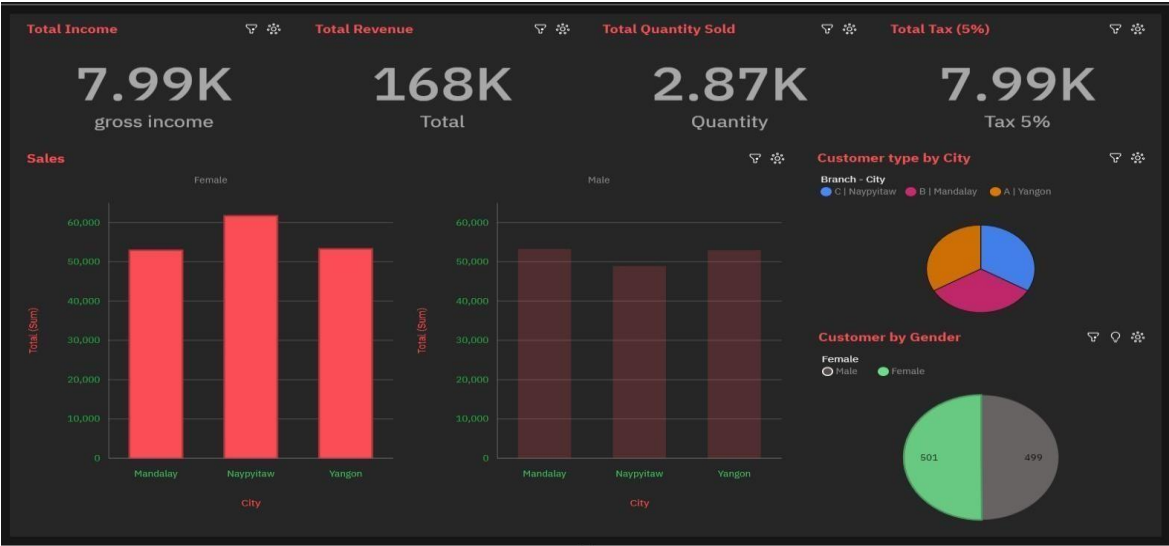 Total Income
Total Revenue
Total Quantity Sold
Total Tax (5%)
7.99K
168K
2.87K
7.99K
gross income
Total
Quantity
Tax 5%
Sales
Female
Male
60,000
50,000
40,000
30,000
20,000
10,000
0
Total (Sum)
Mandalay Naypyitaw Yangon
City
60,000
50,000
40,000
30,000
20,000
10,000
0
Total (Sum)
Mandalay Naypyitaw Yangon
City
Customer type by City
Branch - City
C | Naypyitaw B | Mandalay A | Yangon
Customer by Gender
Female
Male Female
501
499